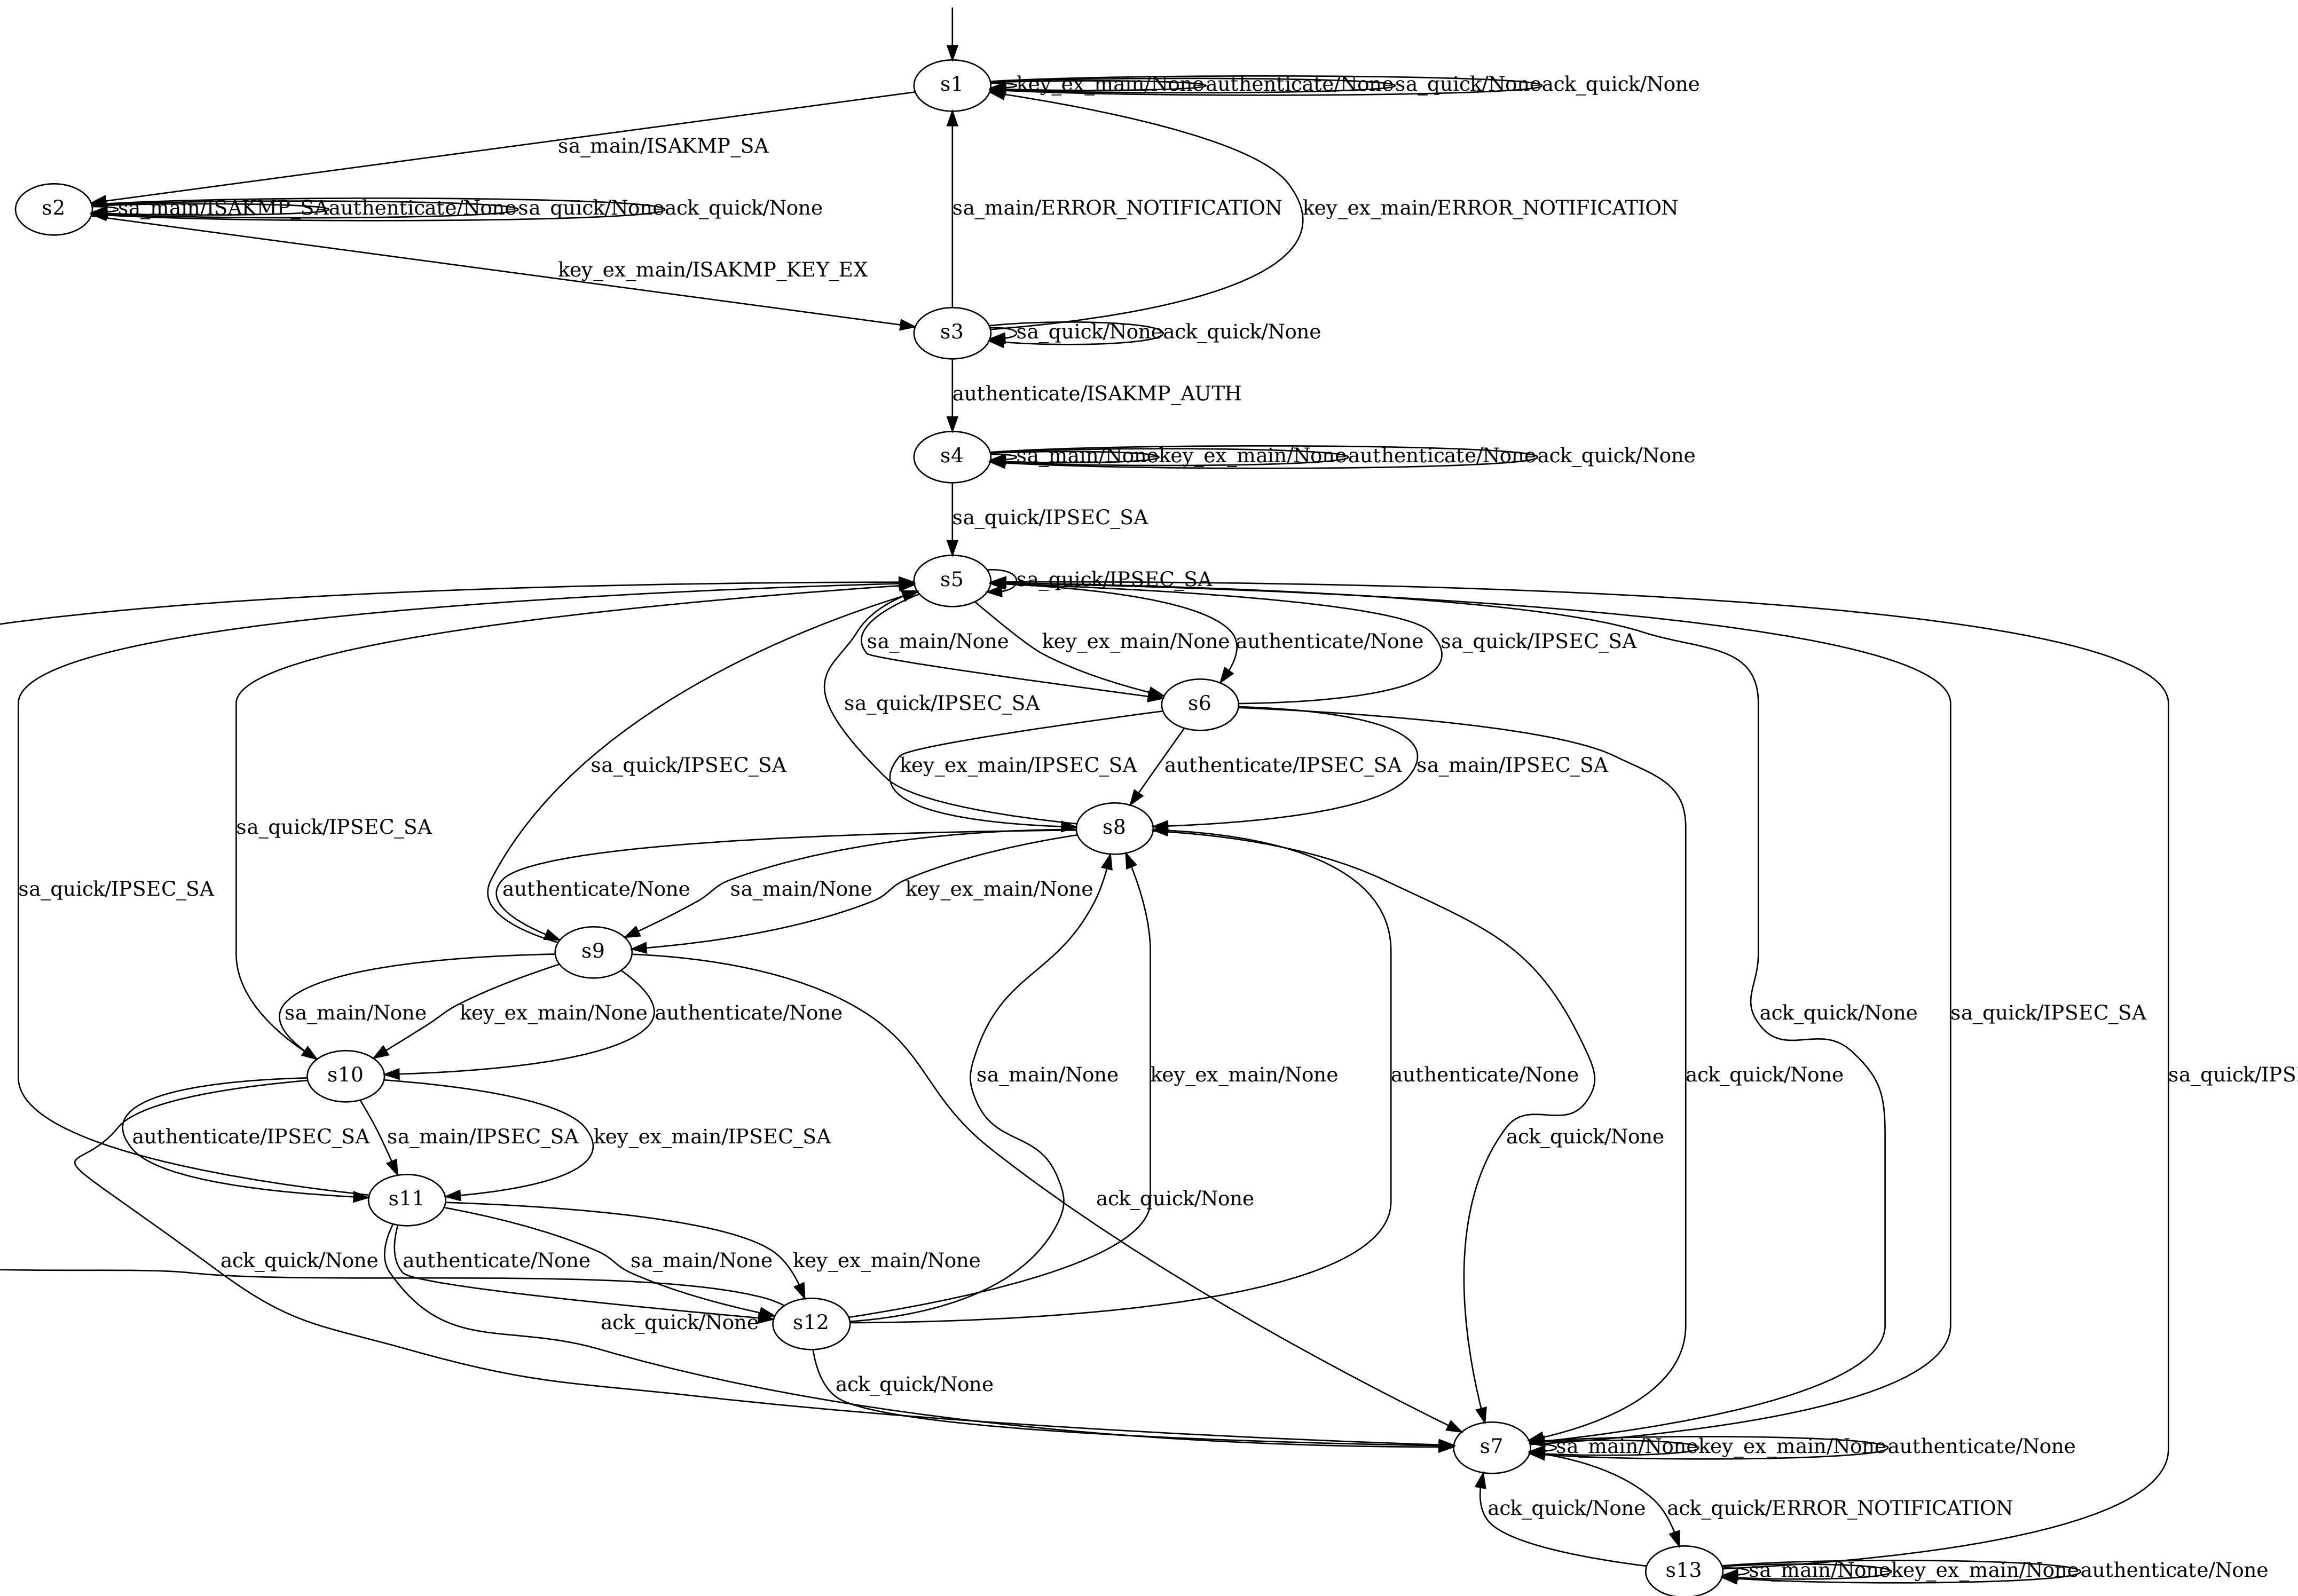 s1 key_ex_main/None authenticate/None sa_quick/None ack_quick/None
sa_main/ISAKMP_SA
s2 sa_main/ISAKMP_SA authenticate/None sa_quick/None ack_quick/None
sa_main/ERROR_NOTIFICATION key_ex_main/ERROR_NOTIFICATION
key_ex_main/ISAKMP_KEY_EX
s3 sa_quick/None ack_quick/None
authenticate/ISAKMP_AUTH
s4 sa_main/None key_ex_main/None authenticate/None ack_quick/None
sa_quick/IPSEC_SA
s5 sa_quick/IPSEC_SA
sa_main/None key_ex_main/None authenticate/None sa_quick/IPSEC_SA
sa_quick/IPSEC_SA s6
sa_quick/IPSEC_SA key_ex_main/IPSEC_SA authenticate/IPSEC_SA sa_main/IPSEC_SA
sa_quick/IPSEC_SA s8
sa_quick/IPSEC_SA authenticate/None sa_main/None key_ex_main/None
s9
sa_main/None key_ex_main/None authenticate/None ack_quick/None sa_quick/IPSEC_SA
s10 sa_main/None key_ex_main/None authenticate/None ack_quick/None sa_quick/IPS
authenticate/IPSEC_SA sa_main/IPSEC_SA key_ex_main/IPSEC_SA ack_quick/None
s11 ack_quick/None
ack_quick/None authenticate/None sa_main/None key_ex_main/None
ack_quick/None s12
ack_quick/None
s7 sa_main/None key_ex_main/None authenticate/None
ack_quick/None ack_quick/ERROR_NOTIFICATION
s13 sa_main/None key_ex_main/None authenticate/None